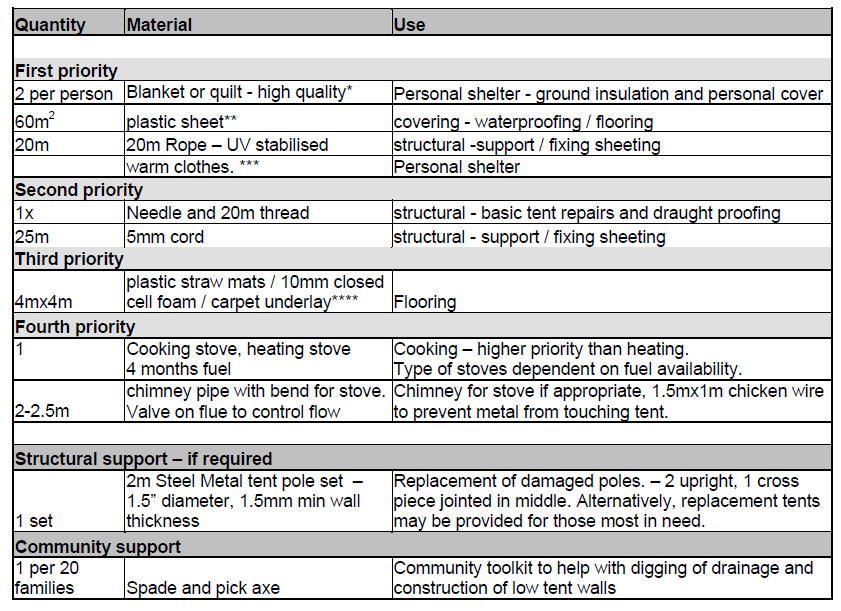 Quantity Material Use
First priority
2 per person Blanket or quilt - high quality* Personal shelter - ground insulation and personal cover
60m² plastic sheet** covering - waterproofing / flooring
20m 20m Rope – UV stabilised structural -support / fixing sheeting
warm clothes. *** Personal shelter
Second priority
1x Needle and 20m thread structural - basic tent repairs and draught proofing
25m 5mm cord structural - support / fixing sheeting
Third priority
plastic straw mats / 10mm closed
4mx4m cell foam / carpet underlay**** Flooring
Fourth priority
1 Cooking stove, heating stove Cooking – higher priority than heating.
4 months fuel Type of stoves dependent on fuel availability.
chimney pipe with bend for stove. Chimney for stove if appropriate, 1.5mx1m chicken wire
2-2.5m Valve on flue to control flow to prevent metal from touching tent.
Structural support – if required
2m Steel Metal tent pole set – Replacement of damaged poles. – 2 upright, 1 cross
1.5” diameter, 1.5mm min wall piece jointed in middle. Alternatively, replacement tents
1 set thickness may be provided for those most in need.
Community support
1 per 20 Community toolkit to help with digging of drainage and
families Spade and pick axe construction of low tent walls